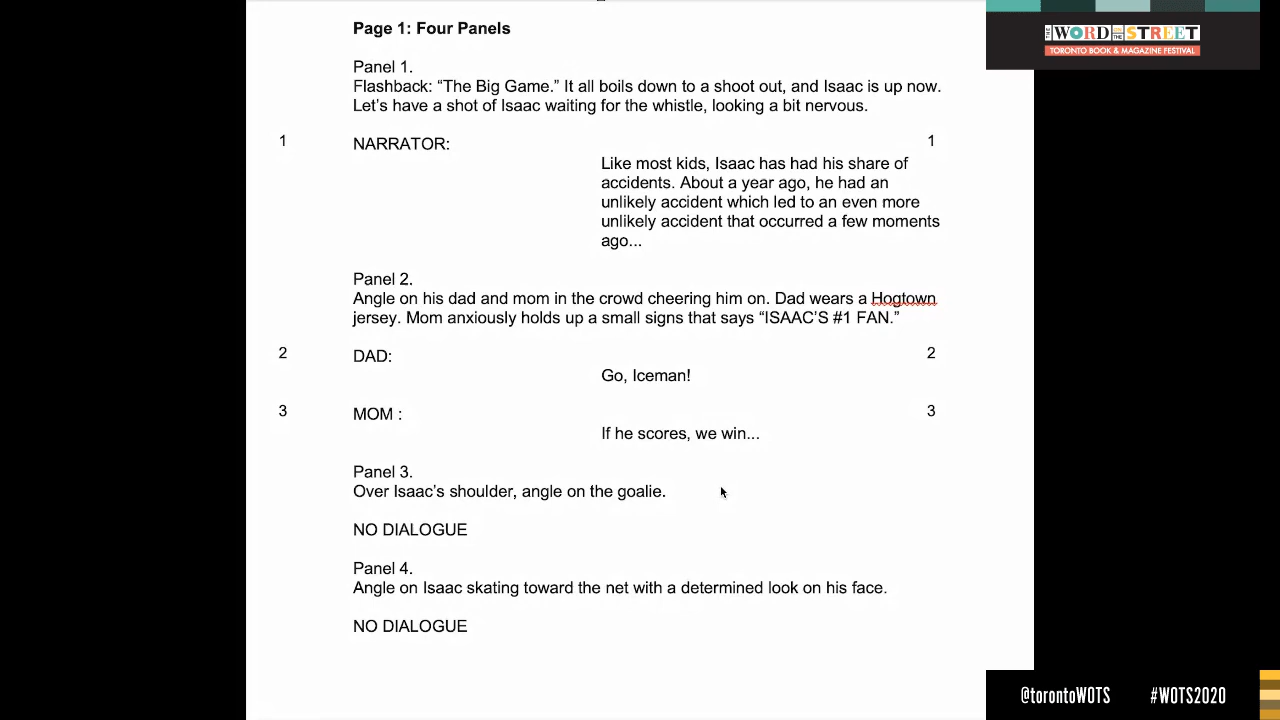 Page 1: Four Panels
THE WORD ON THE STREET
TORONTO BOOK & MAGAZINE FESTIVAL
Panel 1.
Flashback: “The Big Game.” It all boils down to a shoot out, and Isaac is up now.
Let’s have a shot of Isaac waiting for the whistle, looking a bit nervous.
1 NARRATOR: 1
Like most kids, Isaac has had his share of
accidents. About a year ago, he had an
unlikely accident which led to an even more
unlikely accident that occurred a few moments
ago...
Panel 2.
Angle on his dad and mom in the crowd cheering him on. Dad wears a Hogtown
jersey. Mom anxiously holds up a small signs that says “ISAAC’S #1 FAN.”
2 DAD: 2
Go, Iceman!
3 MOM : 3
If he scores, we win...
Panel 3.
Over Isaac’s shoulder, angle on the goalie.
NO DIALOGUE
Panel 4.
Angle on Isaac skating toward the net with a determined look on his face.
NO DIALOGUE
@torontoWOTS #WOTS2020